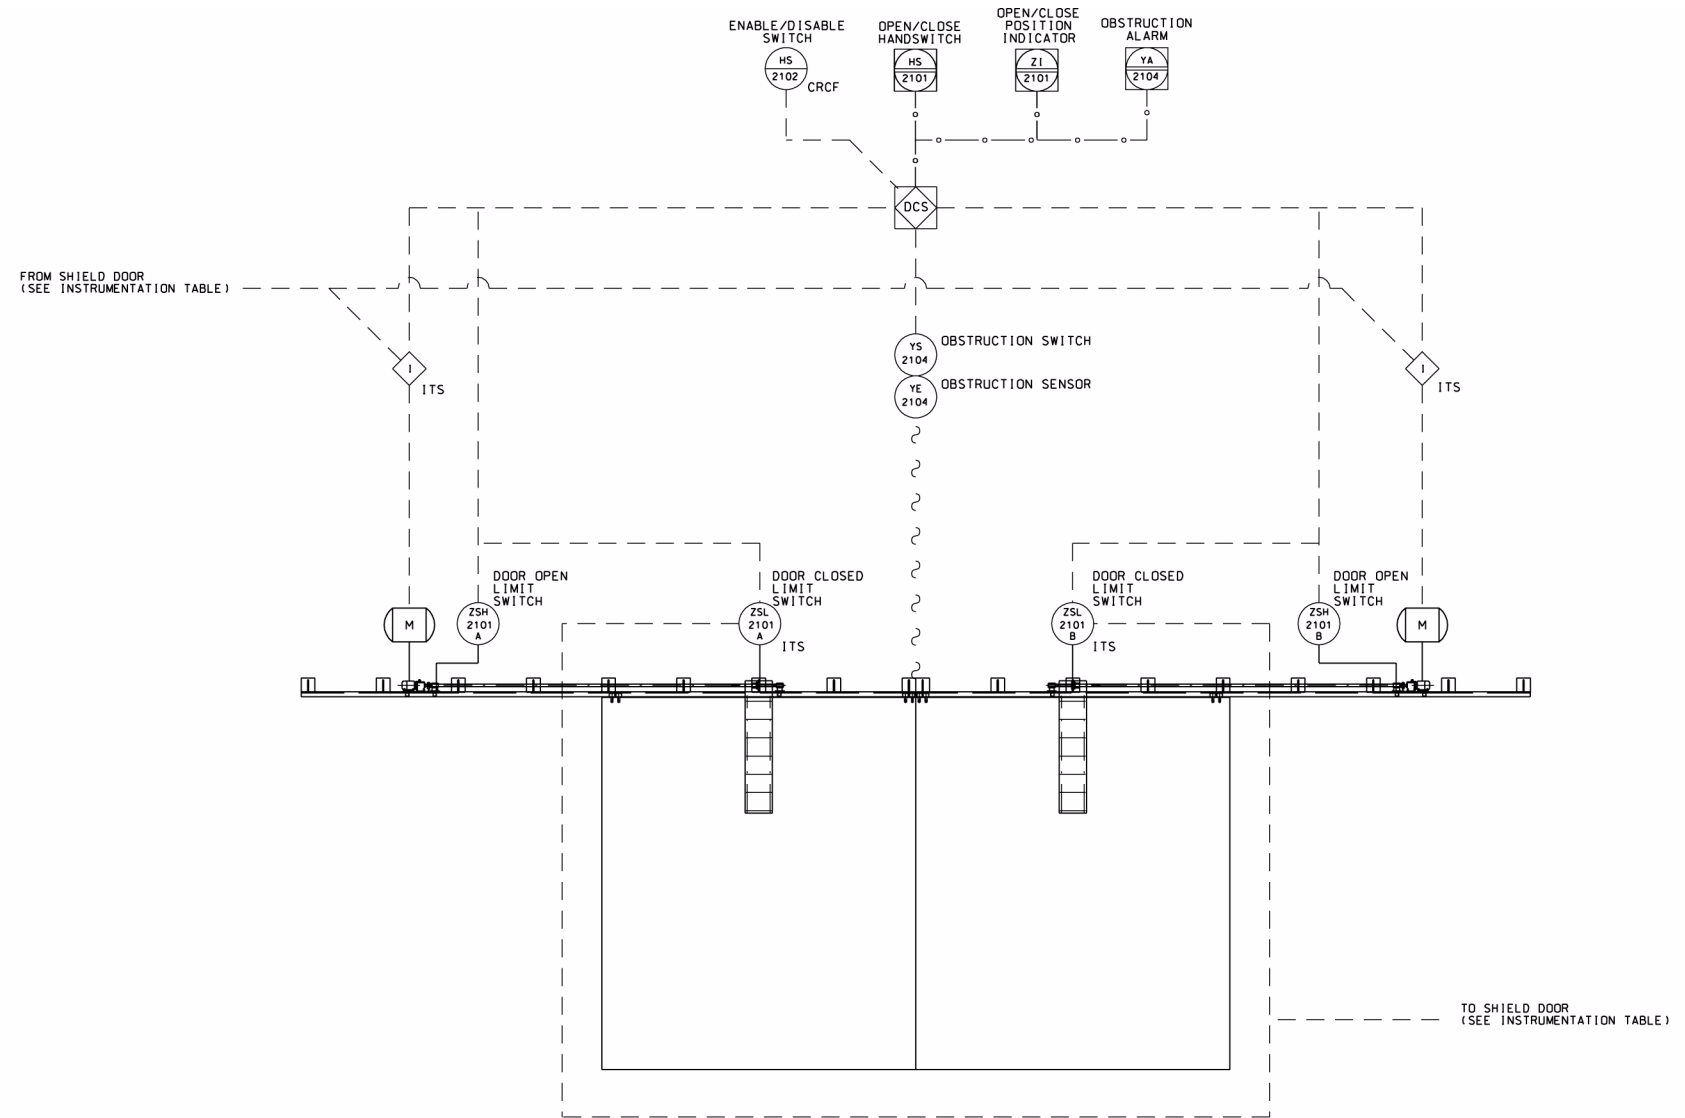 ENABLE/DISABLE
SWITCH
OPEN/CLOSE
HANDSWITCH
OPEN/CLOSE
POSITION
INDICATOR
OBSTRUCTION
ALARM
HS
2102
CRCF
HS
2101
ZI
2101
YA
2104
DCS
FROM SHIELD DOOR
(SEE INSTRUMENTATION TABLE)
YS
2104
OBSTRUCTION SWITCH
YE
2104
OBSTRUCTION SENSOR
I
ITS
I
ITS
DOOR OPEN
LIMIT
SWITCH
DOOR CLOSED
LIMIT
SWITCH
DOOR CLOSED
LIMIT
SWITCH
DOOR OPEN
LIMIT
SWITCH
M
ZSH
2101
A
ZSL
2101
A
ITS
ZSL
2101
B
ITS
ZSH
2101
B
M
TO SHIELD DOOR
(SEE INSTRUMENTATION TABLE)